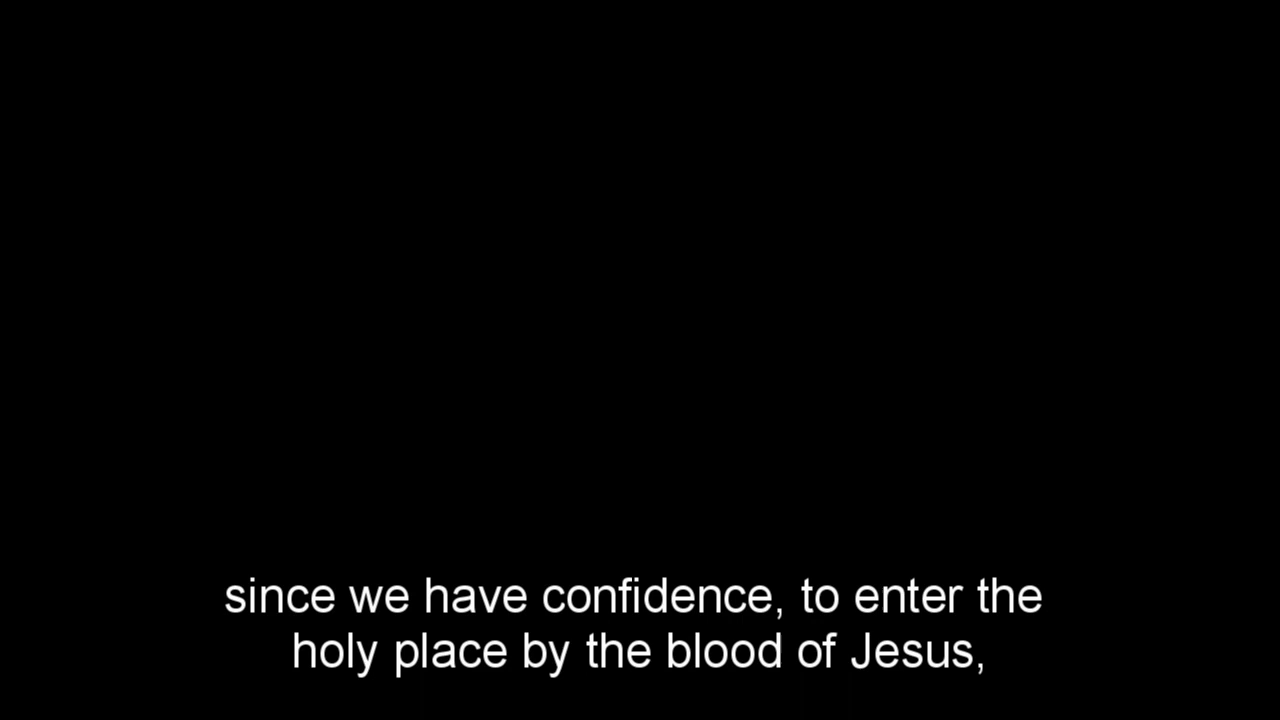 since we have confidence, to enter the
holy place by the blood of Jesus,